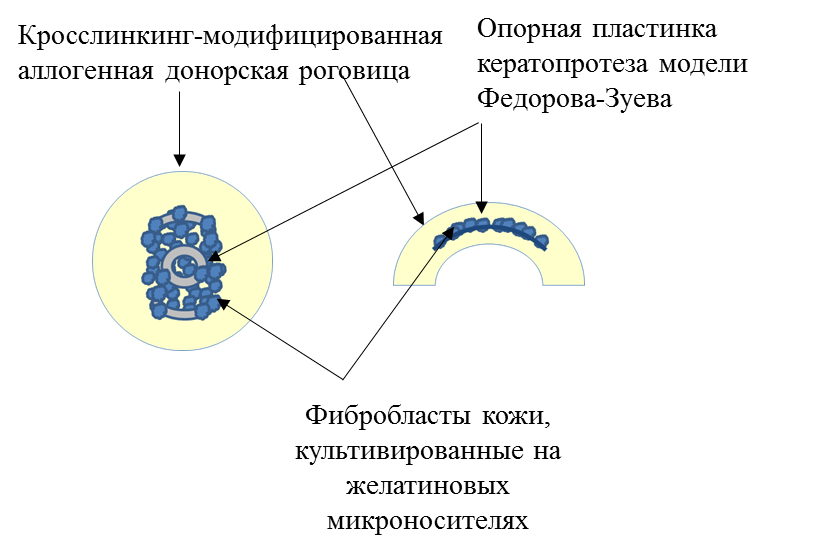 Кросслинкинг-модифицированная
аллогенная донорская роговица
Опорная пластинка
кератопротеза модели
Федорова-Зуева
Фибробласты кожи,
культивированные на
желатиновых
микроносителях